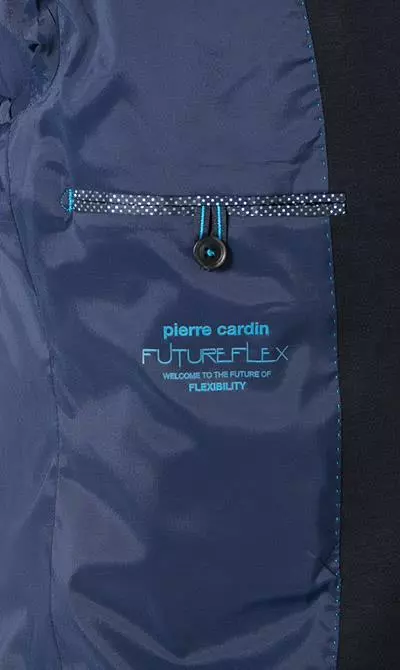 pierre cardin
FUTUREFLEX
WELCOME TO THE FUTURE OF
FLEXIBILITY